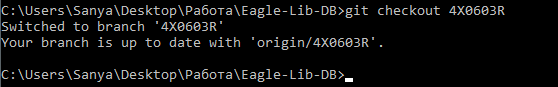 C:\Users\Sanya\Desktop\Работа\Eagle-Lib-DB>git checkout 4X0603R
Switched to branch '4X0603R'
Your branch is up to date with 'origin/4X0603R'.
C:\Users\Sanya\Desktop\Работа\Eagle-Lib-DB>